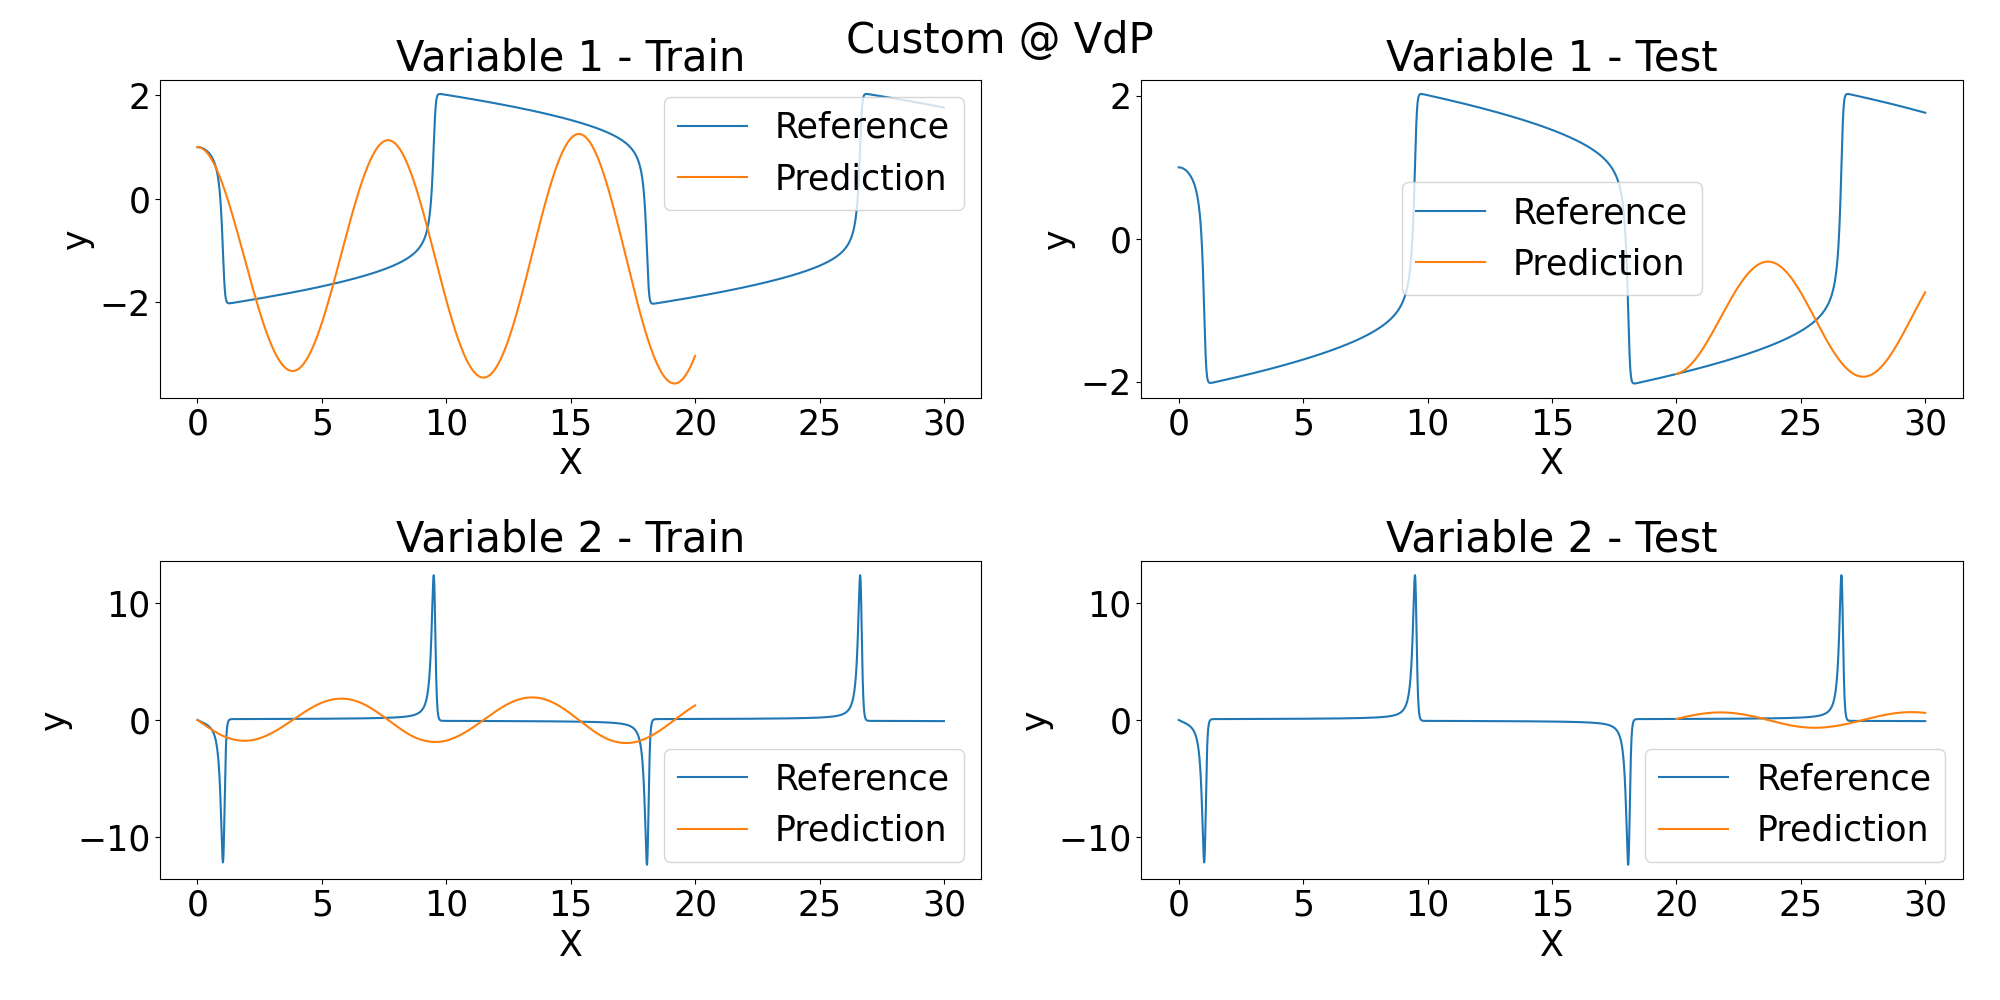 Custom @ VdP
Variable 1 - Train
2
0
−2
y
Reference
Prediction
0 5 10 15 20 25 30
X
Variable 1 - Test
2
0
−2
y
Reference
Prediction
0 5 10 15 20 25 30
X
Variable 2 - Train
10
0
−10
y
Reference
Prediction
0 5 10 15 20 25 30
X
Variable 2 - Test
10
0
−10
y
Reference
Prediction
0 5 10 15 20 25 30
X